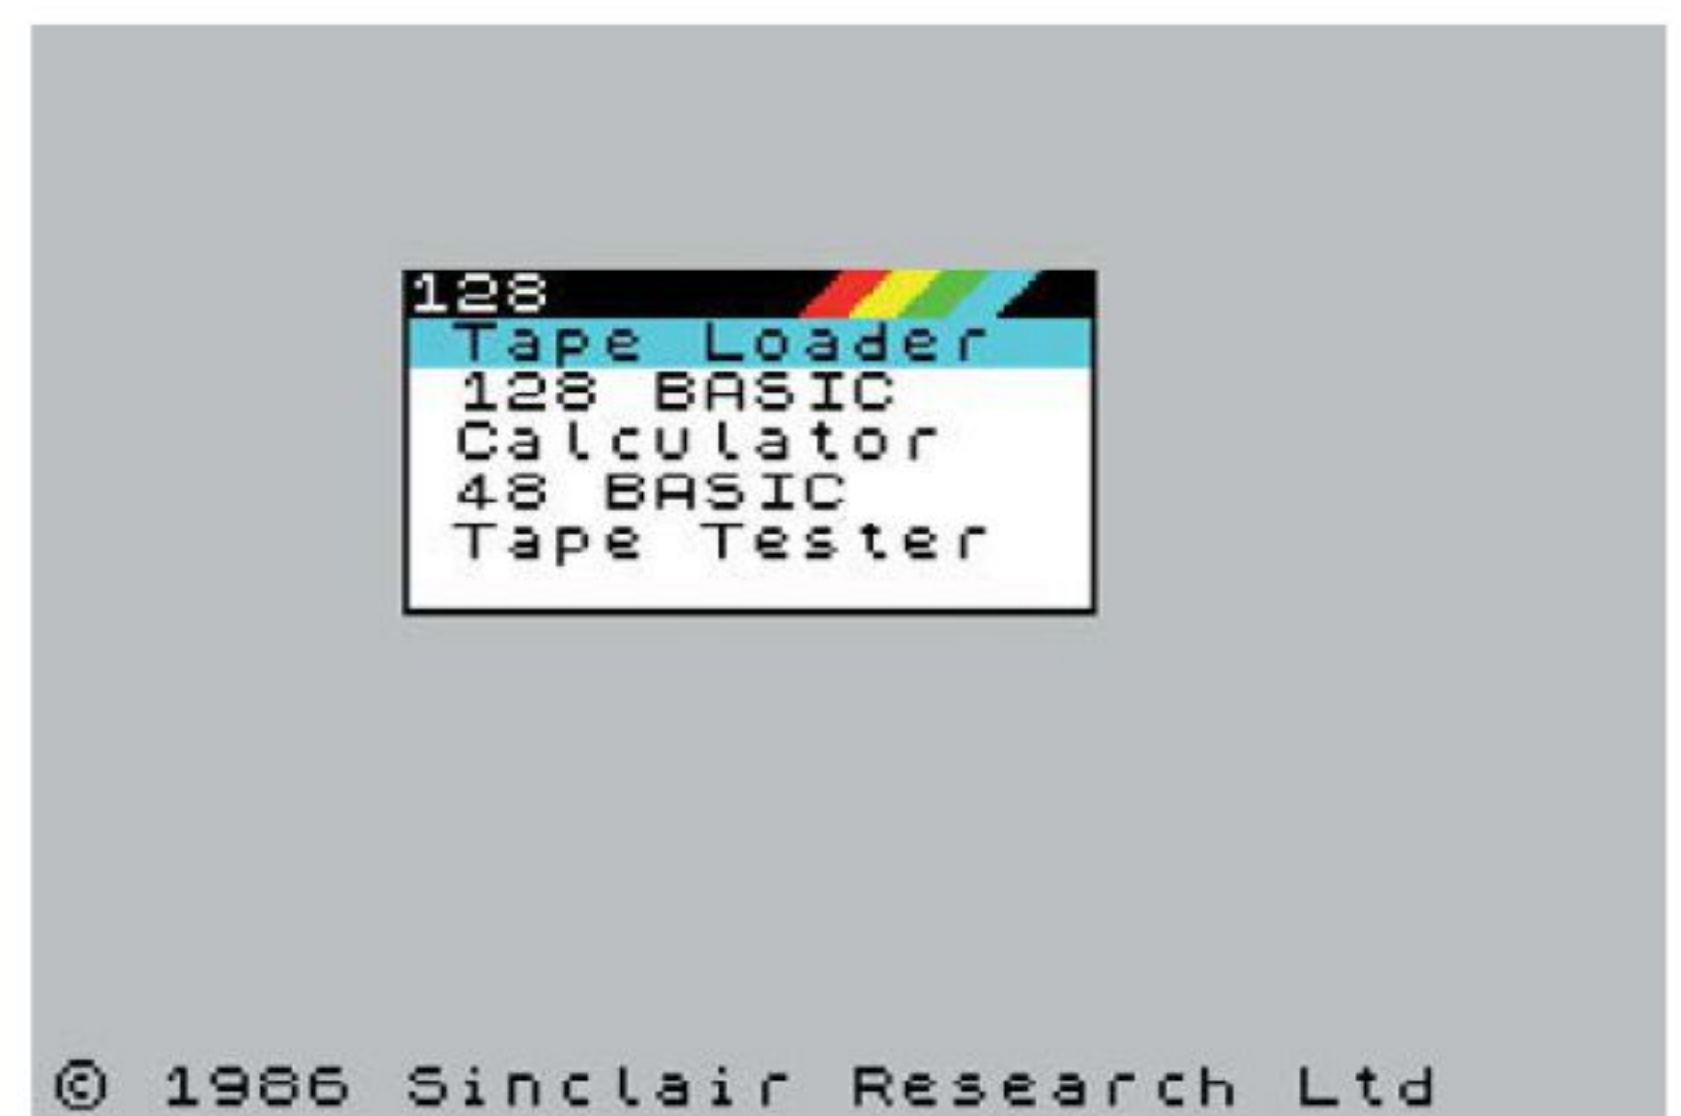 128
Tape Loader
128 BASIC
Calculator
48 BASIC
Tape Tester
© 1986 Sinclair Research Ltd